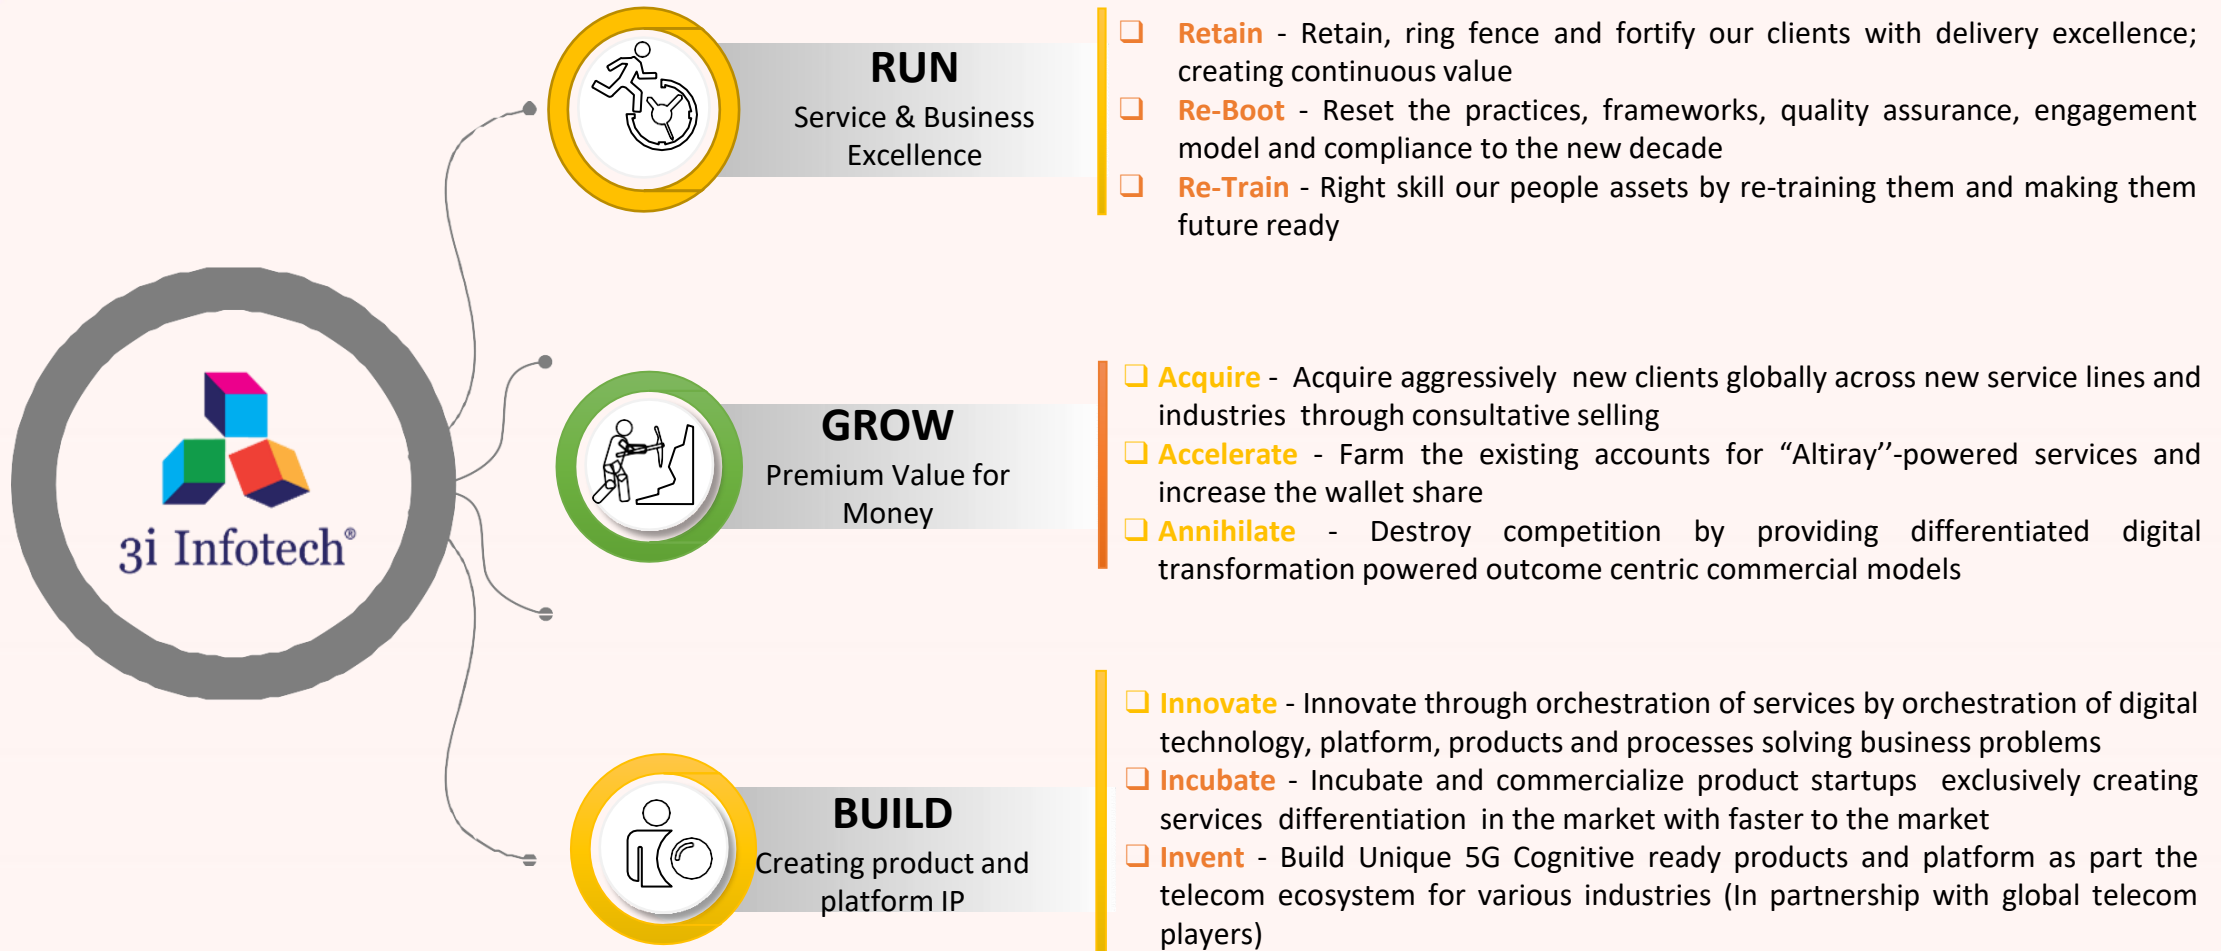 3i Infotech®
RUN
Service & Business
Excellence
❑ Retain - Retain, ring fence and fortify our clients with delivery excellence;
creating continuous value
❑ Re-Boot - Reset the practices, frameworks, quality assurance, engagement
model and compliance to the new decade
❑ Re-Train - Right skill our people assets by re-training them and making them
future ready
GROW
Premium Value for
Money
❑ Acquire - Acquire aggressively new clients globally across new service lines and
industries through consultative selling
❑ Accelerate - Farm the existing accounts for “Altiray’’-powered services and
increase the wallet share
❑ Annihilate - Destroy competition by providing differentiated digital
transformation powered outcome centric commercial models
BUILD
Creating product and
platform IP
❑ Innovate - Innovate through orchestration of services by orchestration of digital
technology, platform, products and processes solving business problems
❑ Incubate - Incubate and commercialize product startups exclusively creating
services differentiation in the market with faster to the market
❑ Invent - Build Unique 5G Cognitive ready products and platform as part the
telecom ecosystem for various industries (In partnership with global telecom
players)